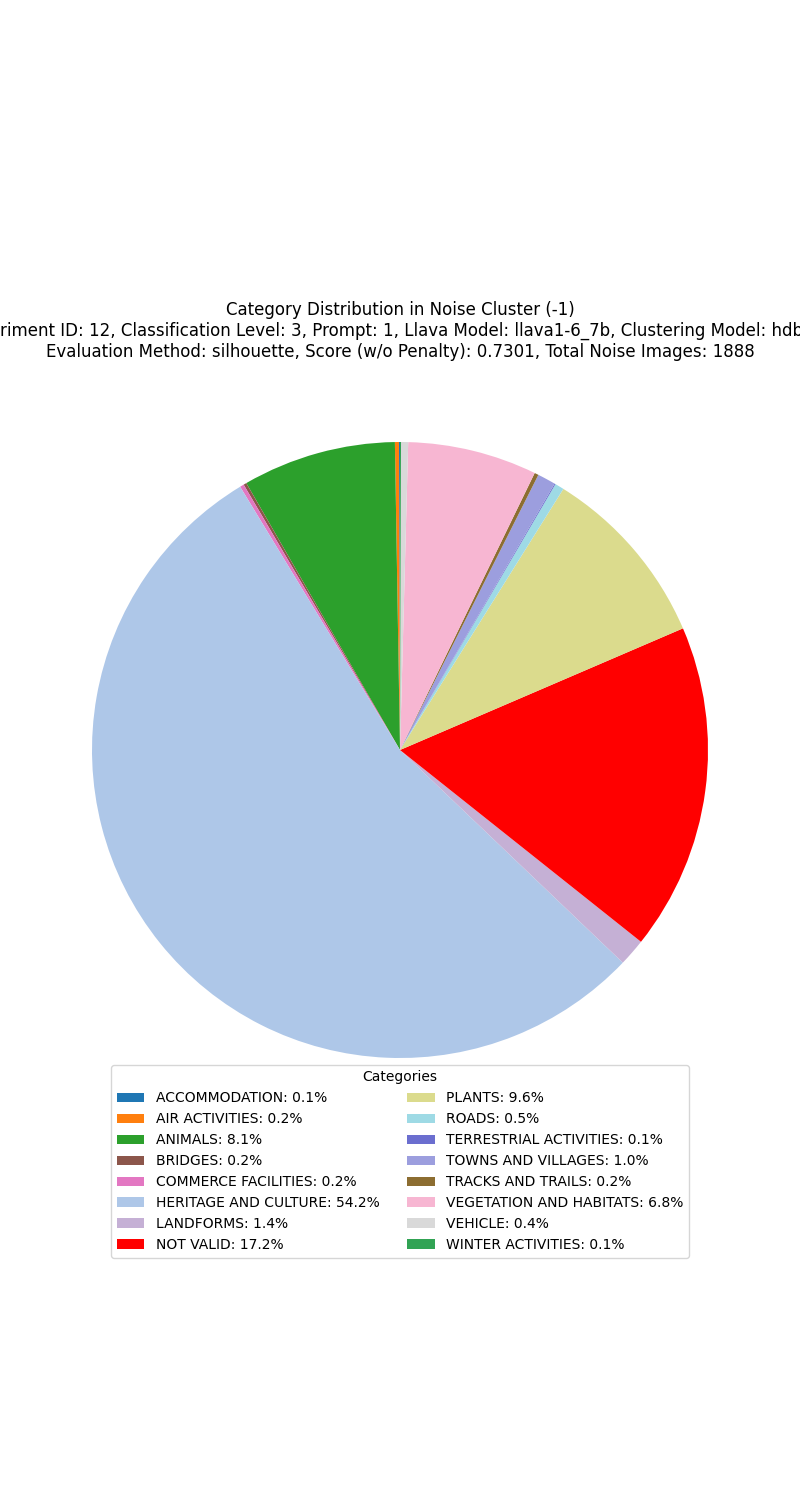 Category Distribution in Noise Cluster (-1)
riment ID: 12, Classification Level: 3, Prompt: 1, Llava Model: llava1-6_7b, Clustering Model: hdb
Evaluation Method: silhouette, Score (w/o Penalty): 0.7301, Total Noise Images: 1888
Categories
ACCOMMODATION: 0.1%
AIR ACTIVITIES: 0.2%
ANIMALS: 8.1%
BRIDGES: 0.2%
COMMERCE FACILITIES: 0.2%
HERITAGE AND CULTURE: 54.2%
LANDFORMS: 1.4%
NOT VALID: 17.2%
PLANTS: 9.6%
ROADS: 0.5%
TERRESTRIAL ACTIVITIES: 0.1%
TOWNS AND VILLAGES: 1.0%
TRACKS AND TRAILS: 0.2%
VEGETATION AND HABITATS: 6.8%
VEHICLE: 0.4%
WINTER ACTIVITIES: 0.1%